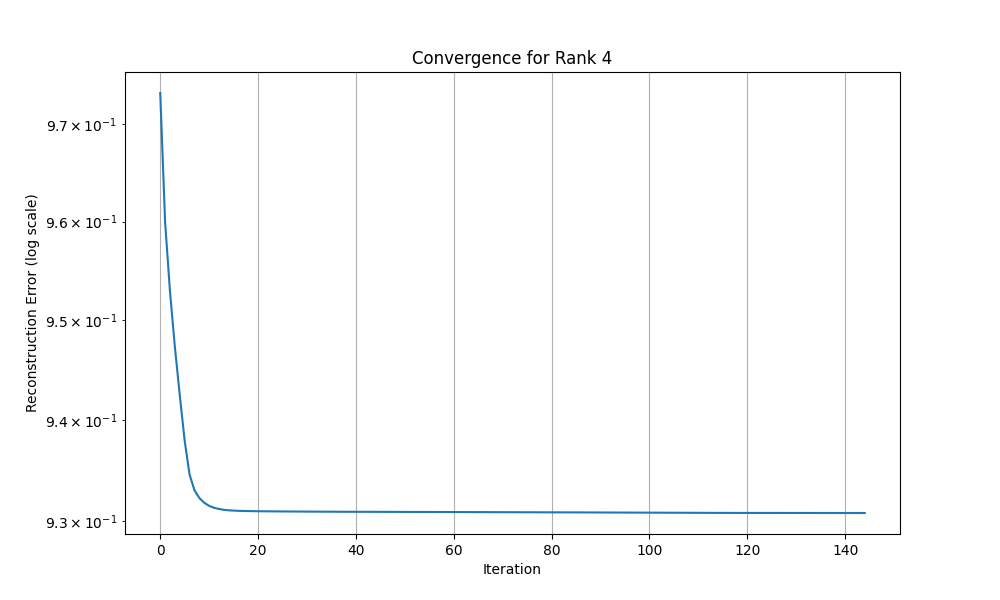 Convergence for Rank 4
Reconstruction Error (log scale)
9.7 × 10⁻¹
9.6 × 10⁻¹
9.5 × 10⁻¹
9.4 × 10⁻¹
9.3 × 10⁻¹
0 20 40 60 80 100 120 140
Iteration